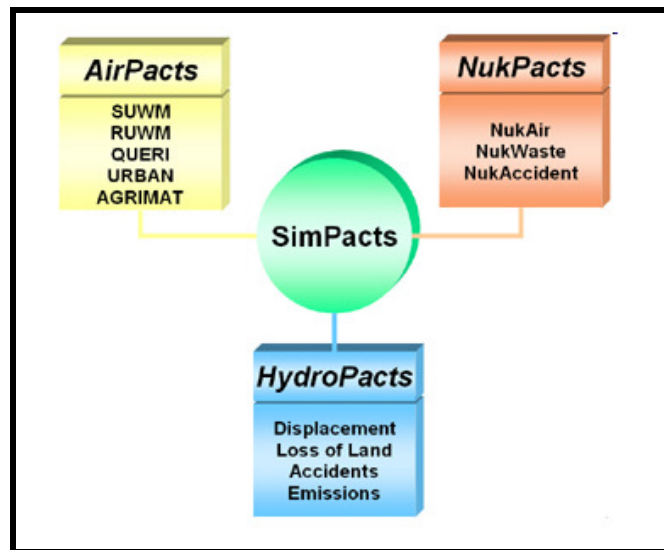 AirPacts
SUWM
RUWM
QUERI
URBAN
AGRIMAT
NukPacts
NukAir
NukWaste
NukAccident
SimPacts
HydroPacts
Displacement
Loss of Land
Accidents
Emissions